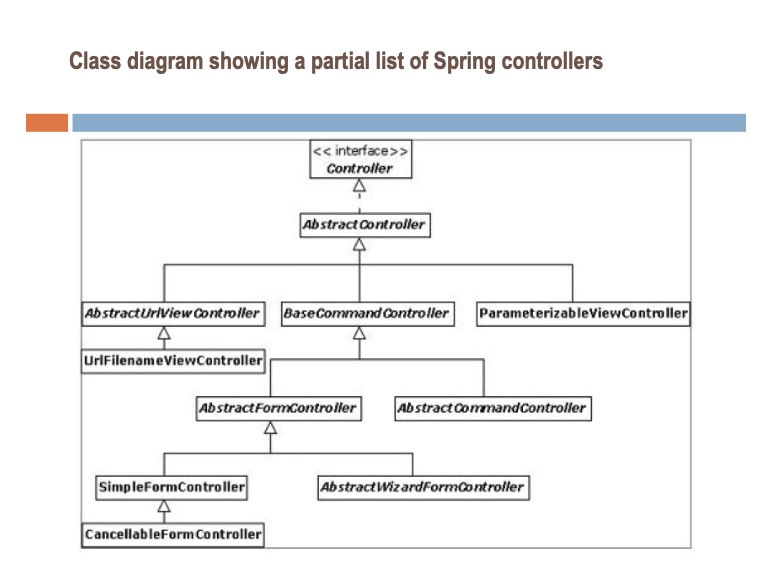 Class diagram showing a partial list of Spring controllers
<< interface>>
Controller
AbstractController
AbstractUrlViewController
BaseCommandController
ParameterizableViewController
UrlFilenameViewController
AbstractFormController
AbstractCommandController
SimpleFormController
AbstractWizardFormController
CancellableFormController